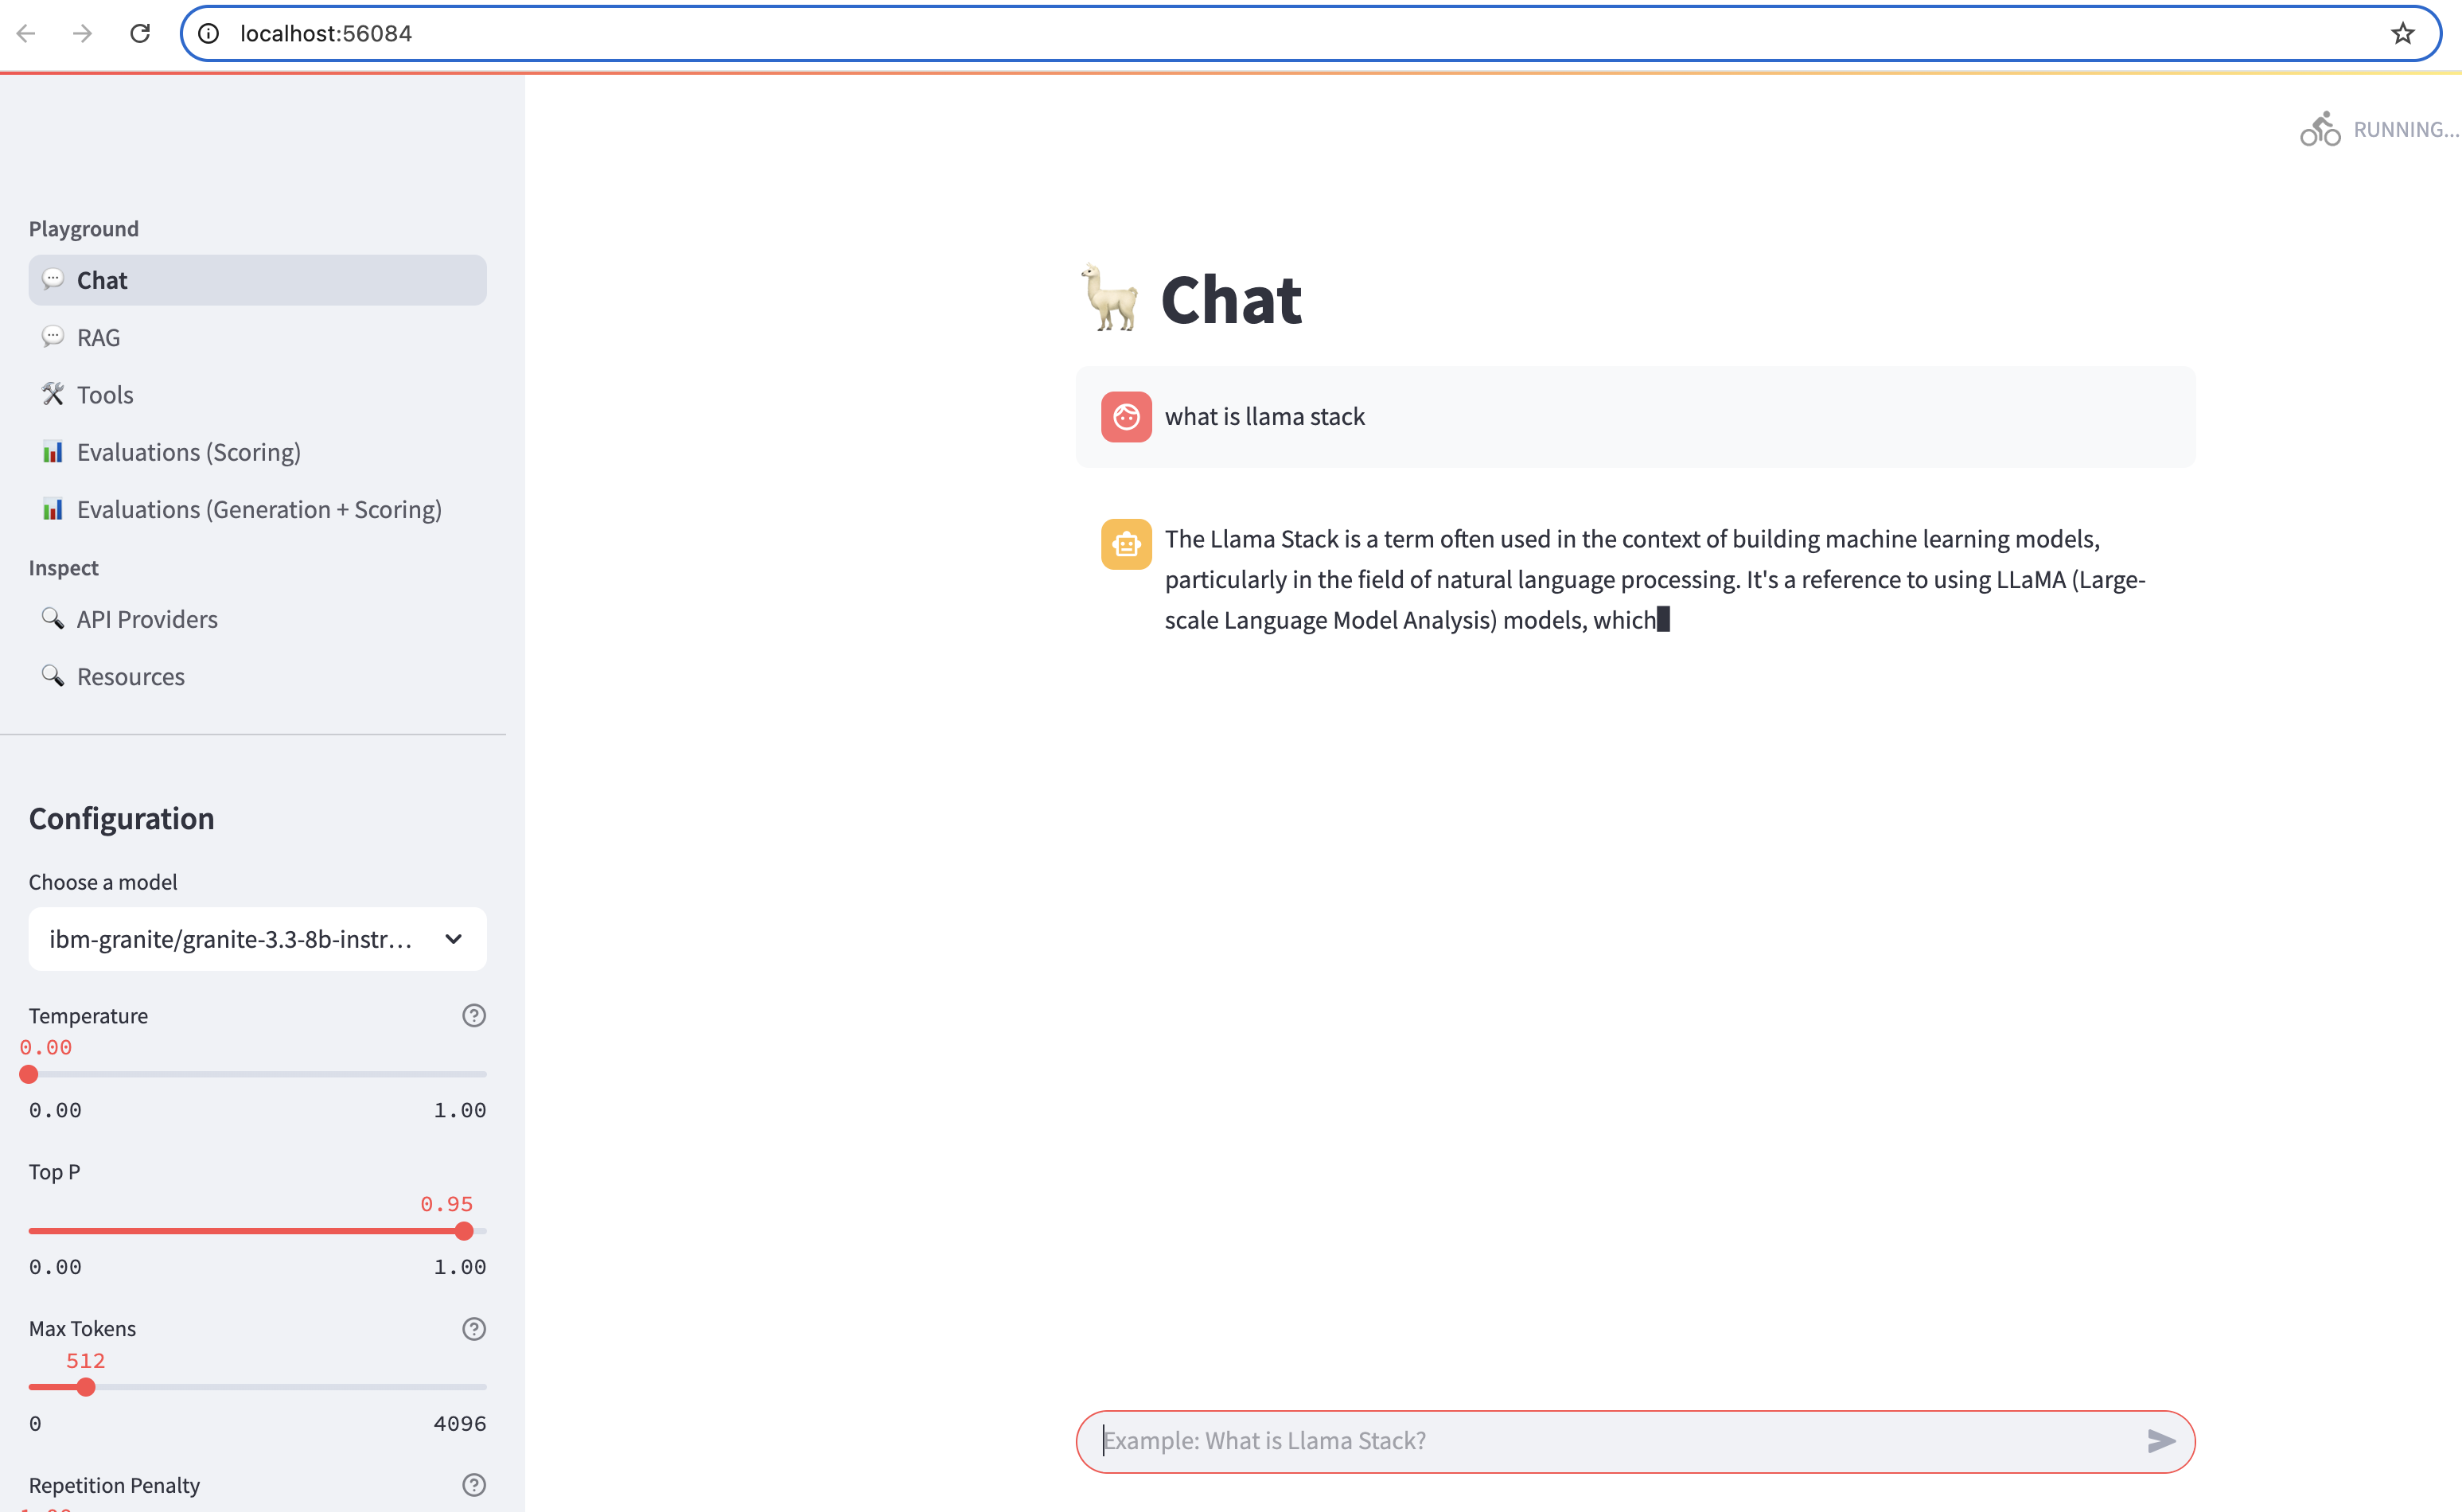 localhost:56084
RUNNING...
Playground
Chat
RAG
Tools
Evaluations (Scoring)
Evaluations (Generation + Scoring)
Inspect
API Providers
Resources
Configuration
Choose a model
ibm-granite/granite-3.3-8b-instr...
Temperature
0.00
0.00 1.00
Top P
0.95
0.00 1.00
Max Tokens
512
0 4096
Repetition Penalty
Chat
what is llama stack
The Llama Stack is a term often used in the context of building machine learning models,
particularly in the field of natural language processing. It's a reference to using LLaMA (Large-
scale Language Model Analysis) models, which
Example: What is Llama Stack?